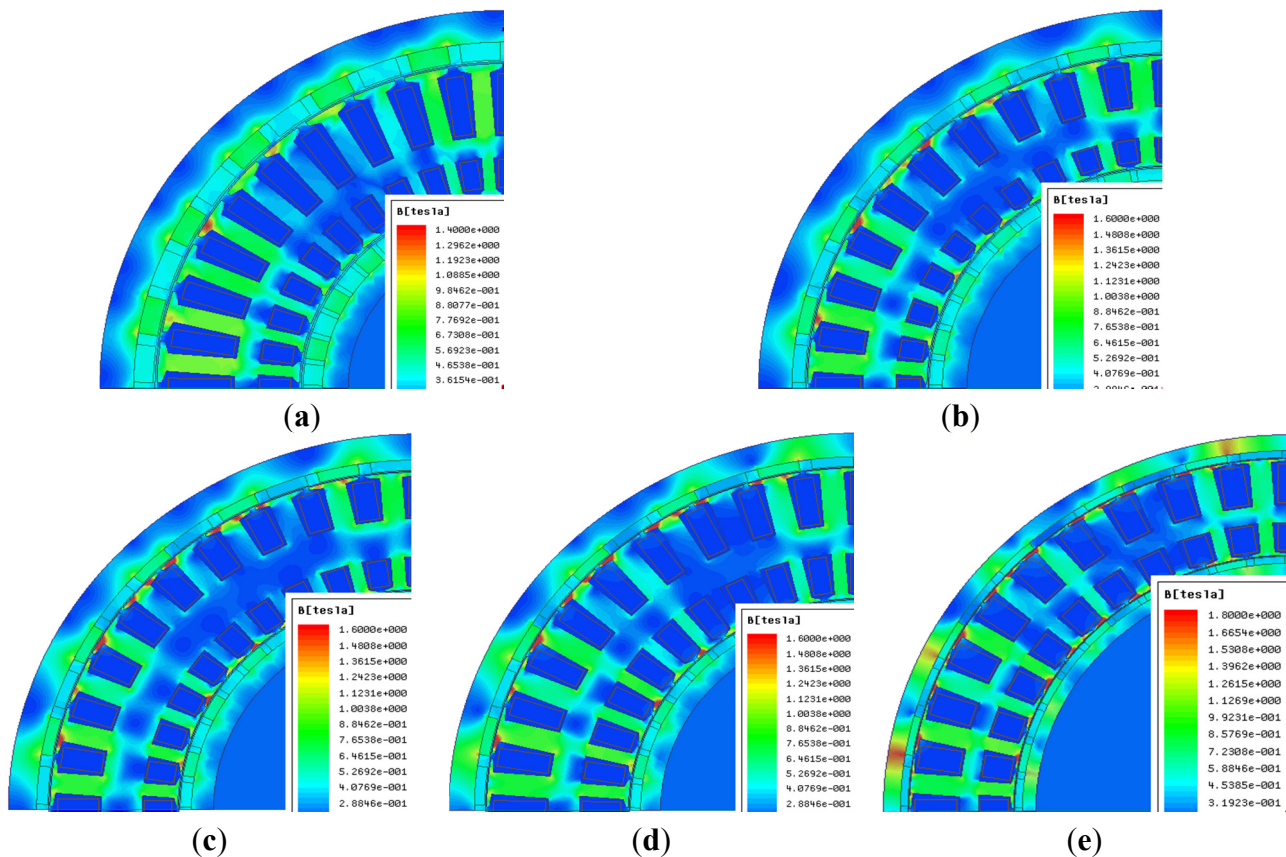 B[tesla]
1.4000e+000
1.2962e+000
1.1923e+000
1.0885e+000
9.8462e-001
8.8077e-001
7.7692e-001
6.7308e-001
5.6923e-001
4.6538e-001
3.6154e-001
(a)
B[tesla]
1.6000e+000
1.4808e+000
1.3615e+000
1.2423e+000
1.1231e+000
1.0038e+000
8.8462e-001
7.6538e-001
6.4615e-001
5.2692e-001
4.0769e-001
2.8846e-001
(b)
B[tesla]
1.6000e+000
1.4808e+000
1.3615e+000
1.2423e+000
1.1231e+000
1.0038e+000
8.8462e-001
7.6538e-001
6.4615e-001
5.2692e-001
4.0769e-001
2.8846e-001
(c)
B[tesla]
1.6000e+000
1.4808e+000
1.3615e+000
1.2423e+000
1.1231e+000
1.0038e+000
8.8462e-001
7.6538e-001
6.4615e-001
5.2692e-001
4.0769e-001
2.8846e-001
(d)
B[tesla]
1.8000e+000
1.6654e+000
1.5308e+000
1.3962e+000
1.2615e+000
1.1269e+000
9.9231e-001
8.5769e-001
7.2308e-001
5.8846e-001
4.5385e-001
3.1923e-001
(e)